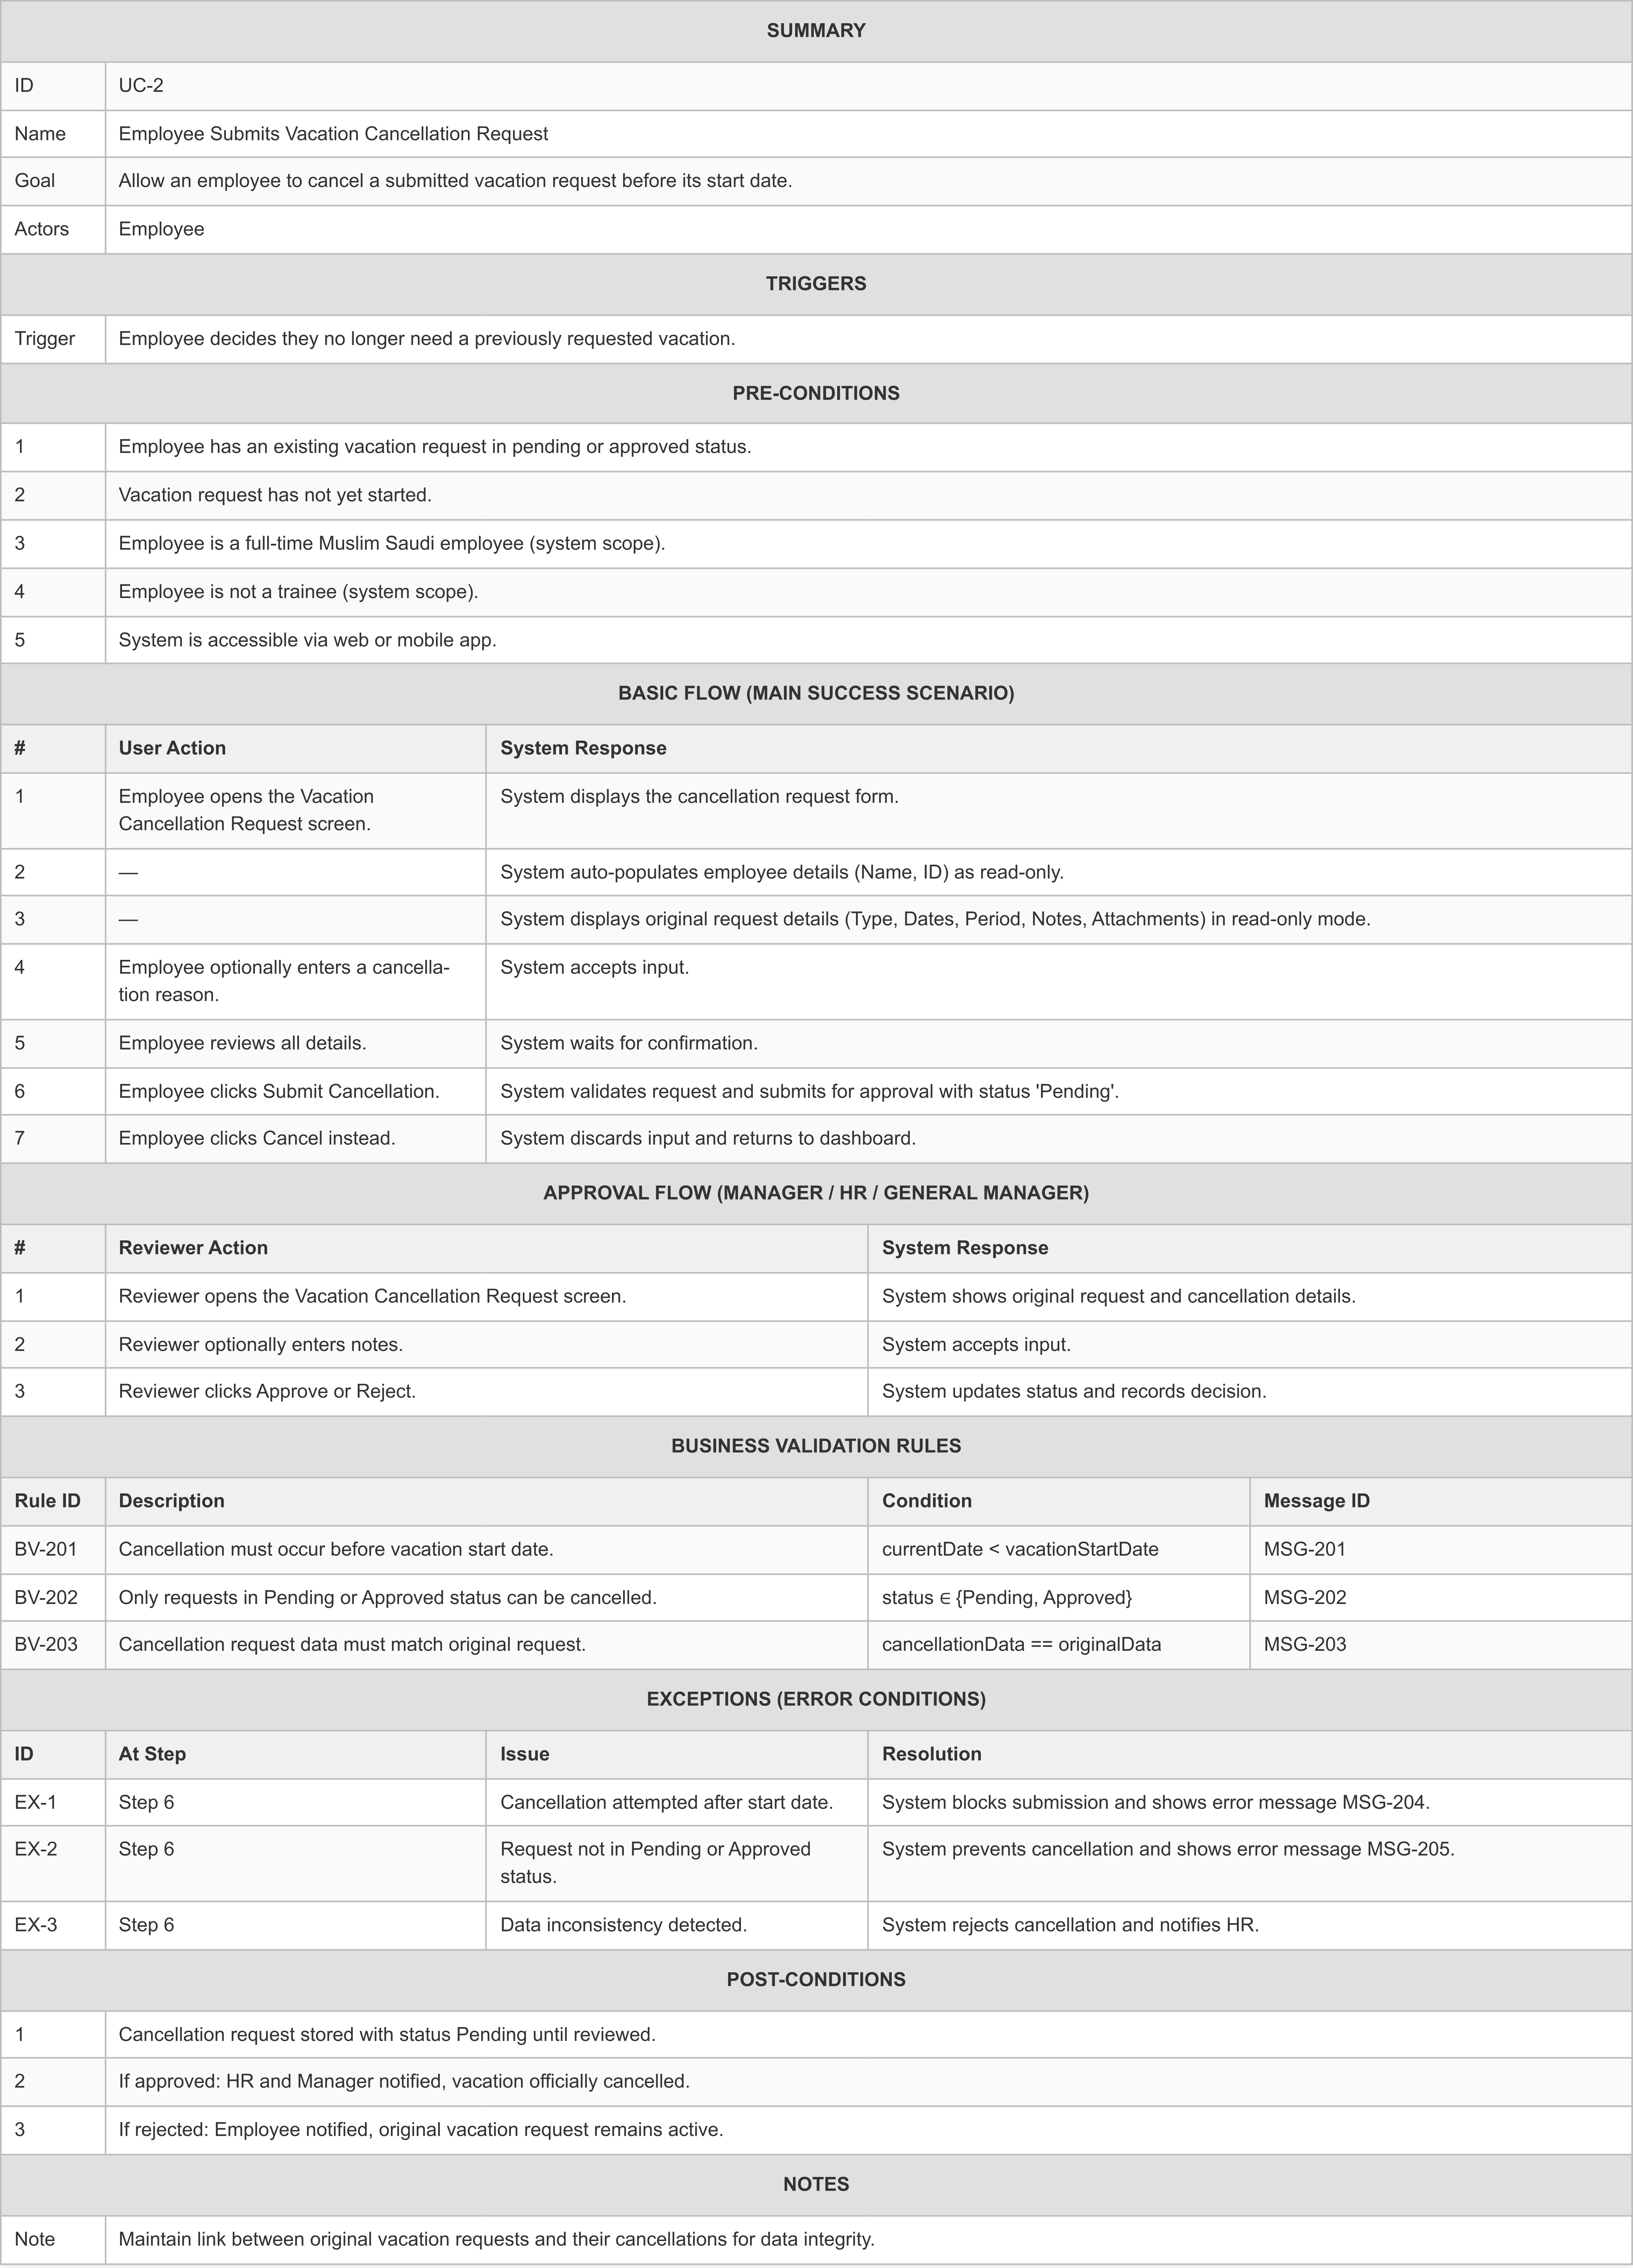 SUMMARY
ID UC-2
Name Employee Submits Vacation Cancellation Request
Goal Allow an employee to cancel a submitted vacation request before its start date.
Actors Employee
TRIGGERS
Trigger Employee decides they no longer need a previously requested vacation.
PRE-CONDITIONS
1 Employee has an existing vacation request in pending or approved status.
2 Vacation request has not yet started.
3 Employee is a full-time Muslim Saudi employee (system scope).
4 Employee is not a trainee (system scope).
5 System is accessible via web or mobile app.
BASIC FLOW (MAIN SUCCESS SCENARIO)
# User Action System Response
1 Employee opens the Vacation System displays the cancellation request form.
Cancellation Request screen.
2 — System auto-populates employee details (Name, ID) as read-only.
3 — System displays original request details (Type, Dates, Period, Notes, Attachments) in read-only mode.
4 Employee optionally enters a cancella- System accepts input.
tion reason.
5 Employee reviews all details. System waits for confirmation.
6 Employee clicks Submit Cancellation. System validates request and submits for approval with status 'Pending'.
7 Employee clicks Cancel instead. System discards input and returns to dashboard.
APPROVAL FLOW (MANAGER / HR / GENERAL MANAGER)
# Reviewer Action System Response
1 Reviewer opens the Vacation Cancellation Request screen. System shows original request and cancellation details.
2 Reviewer optionally enters notes. System accepts input.
3 Reviewer clicks Approve or Reject. System updates status and records decision.
BUSINESS VALIDATION RULES
Rule ID Description Condition Message ID
BV-201 Cancellation must occur before vacation start date. currentDate < vacationStartDate MSG-201
BV-202 Only requests in Pending or Approved status can be cancelled. status ∈ {Pending, Approved} MSG-202
BV-203 Cancellation request data must match original request. cancellationData == originalData MSG-203
EXCEPTIONS (ERROR CONDITIONS)
ID At Step Issue Resolution
EX-1 Step 6 Cancellation attempted after start date. System blocks submission and shows error message MSG-204.
EX-2 Step 6 Request not in Pending or Approved System prevents cancellation and shows error message MSG-205.
status.
EX-3 Step 6 Data inconsistency detected. System rejects cancellation and notifies HR.
POST-CONDITIONS
1 Cancellation request stored with status Pending until reviewed.
2 If approved: HR and Manager notified, vacation officially cancelled.
3 If rejected: Employee notified, original vacation request remains active.
NOTES
Note Maintain link between original vacation requests and their cancellations for data integrity.